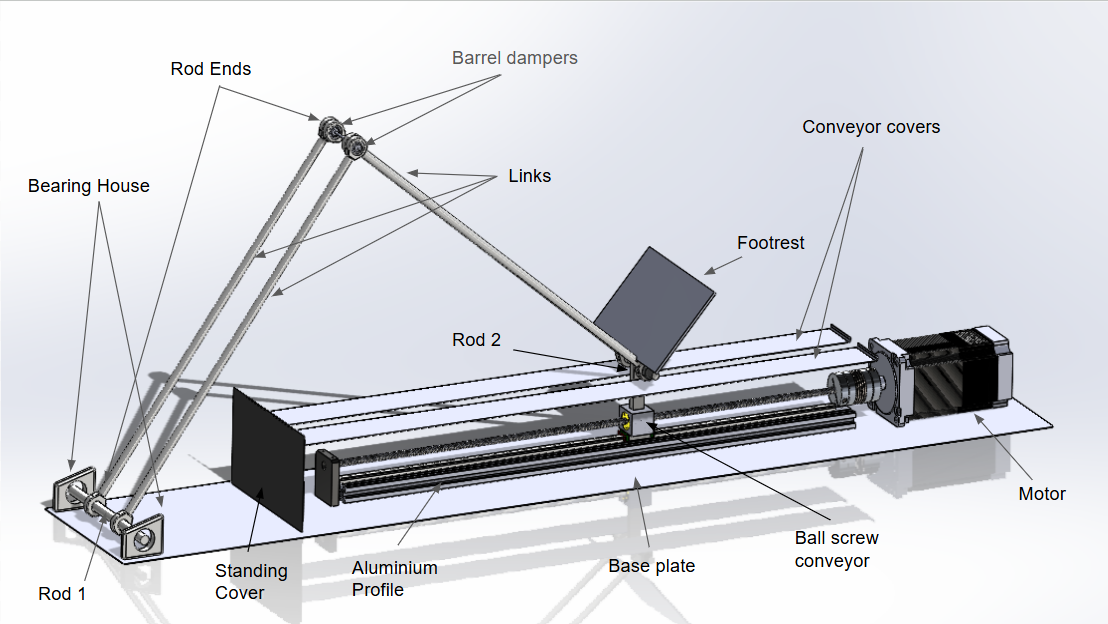 Barrel dampers
Rod Ends
Conveyor covers
Links
Bearing House
Footrest
Rod 2
Motor
Ball screw
conveyor
Base plate
Aluminium
Profile
Standing
Cover
Rod 1